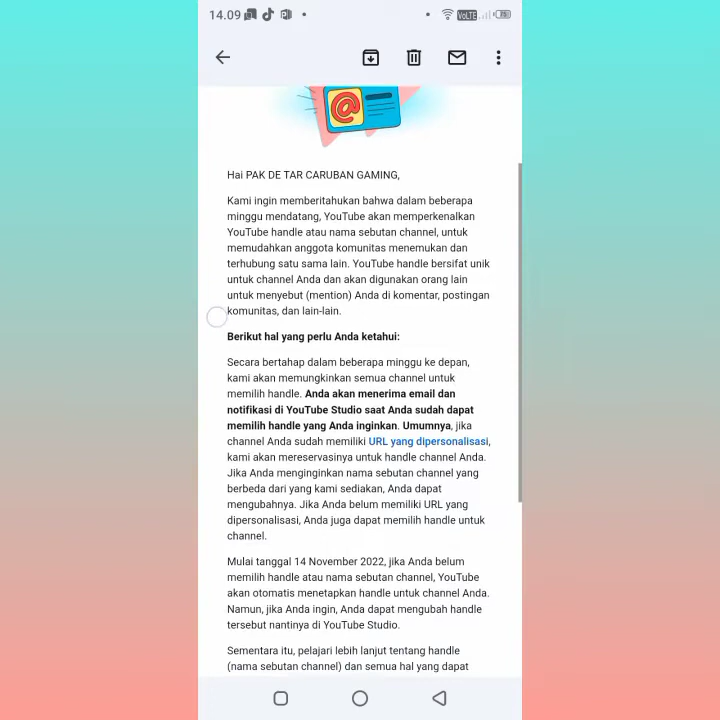 14.09
VoLTE
Hai PAK DE TAR CARUBAN GAMING,
Kami ingin memberitahukan bahwa dalam beberapa
minggu mendatang, YouTube akan memperkenalkan
YouTube handle atau nama sebutan channel, untuk
memudahkan anggota komunitas menemukan dan
terhubung satu sama lain. YouTube handle bersifat unik
untuk channel Anda dan akan digunakan orang lain
untuk menyebut (mention) Anda di komentar, postingan
komunitas, dan lain-lain.
Berikut hal yang perlu Anda ketahui:
Secara bertahap dalam beberapa minggu ke depan,
kami akan memungkinkan semua channel untuk
memilih handle. Anda akan menerima email dan
notifikasi di YouTube Studio saat Anda sudah dapat
memilih handle yang Anda inginkan. Umumnya, jika
channel Anda sudah memiliki URL yang dipersonalisasi,
kami akan mereservasinya untuk handle channel Anda.
Jika Anda menginginkan nama sebutan channel yang
berbeda dari yang kami sediakan, Anda dapat
mengubahnya. Jika Anda belum memiliki URL yang
dipersonalisasi, Anda juga dapat memilih handle untuk
channel.
Mulai tanggal 14 November 2022, jika Anda belum
memilih handle atau nama sebutan channel, YouTube
akan otomatis menetapkan handle untuk channel Anda.
Namun, jika Anda ingin, Anda dapat mengubah handle
tersebut nantinya di YouTube Studio.
Sementara itu, pelajari lebih lanjut tentang handle
(nama sebutan channel) dan semua hal yang dapat